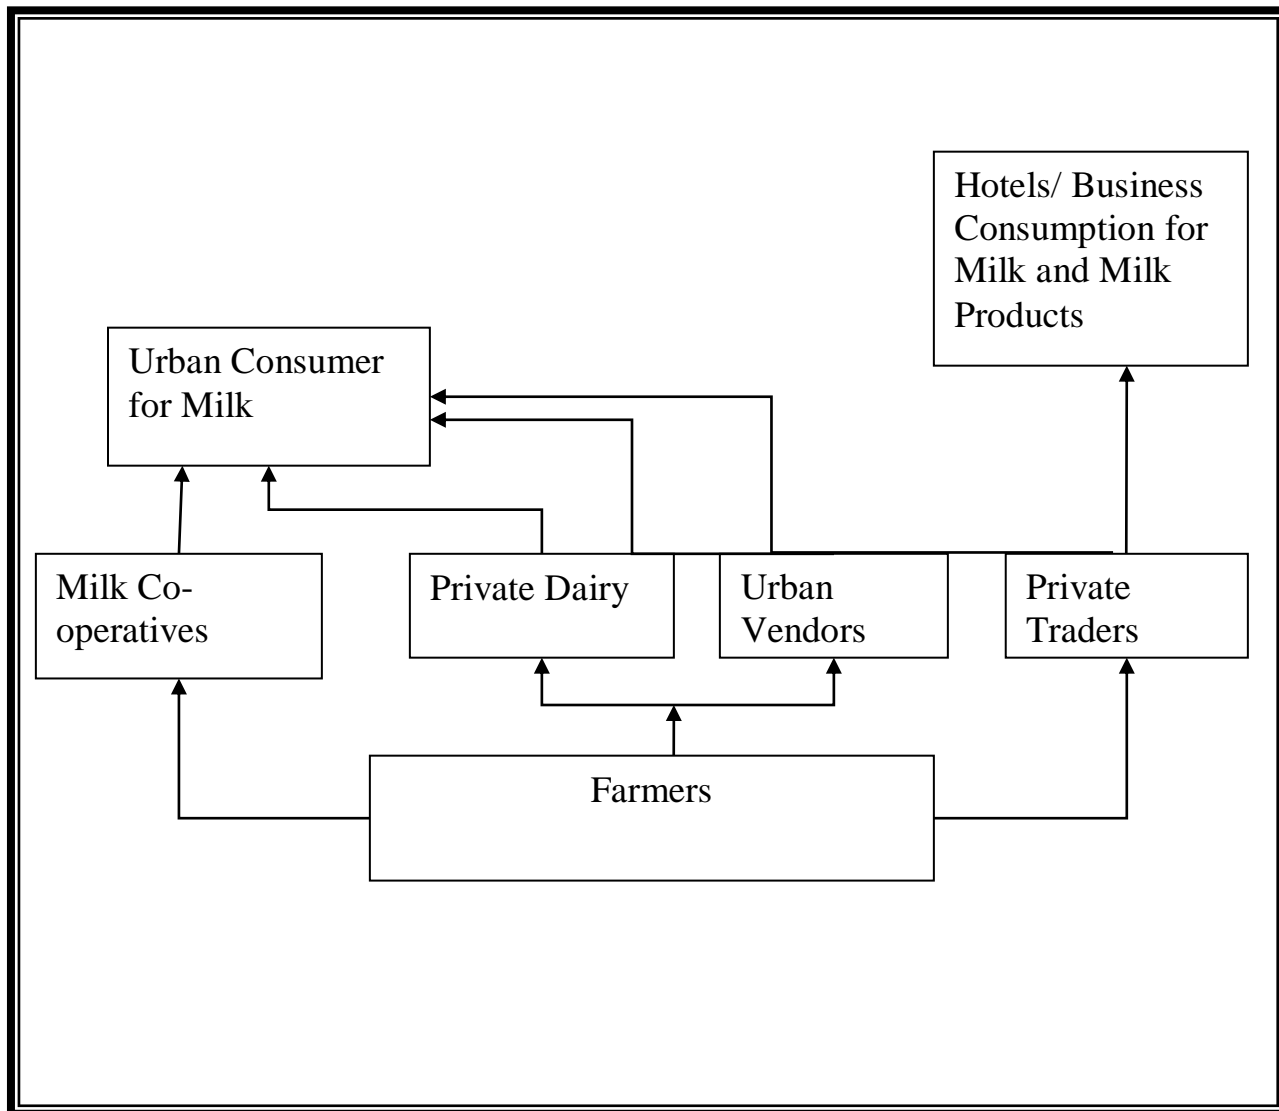 Hotels/ Business
Consumption for
Milk and Milk
Products
Urban Consumer
for Milk
Milk Co-
operatives
Private Dairy
Urban
Vendors
Private
Traders
Farmers